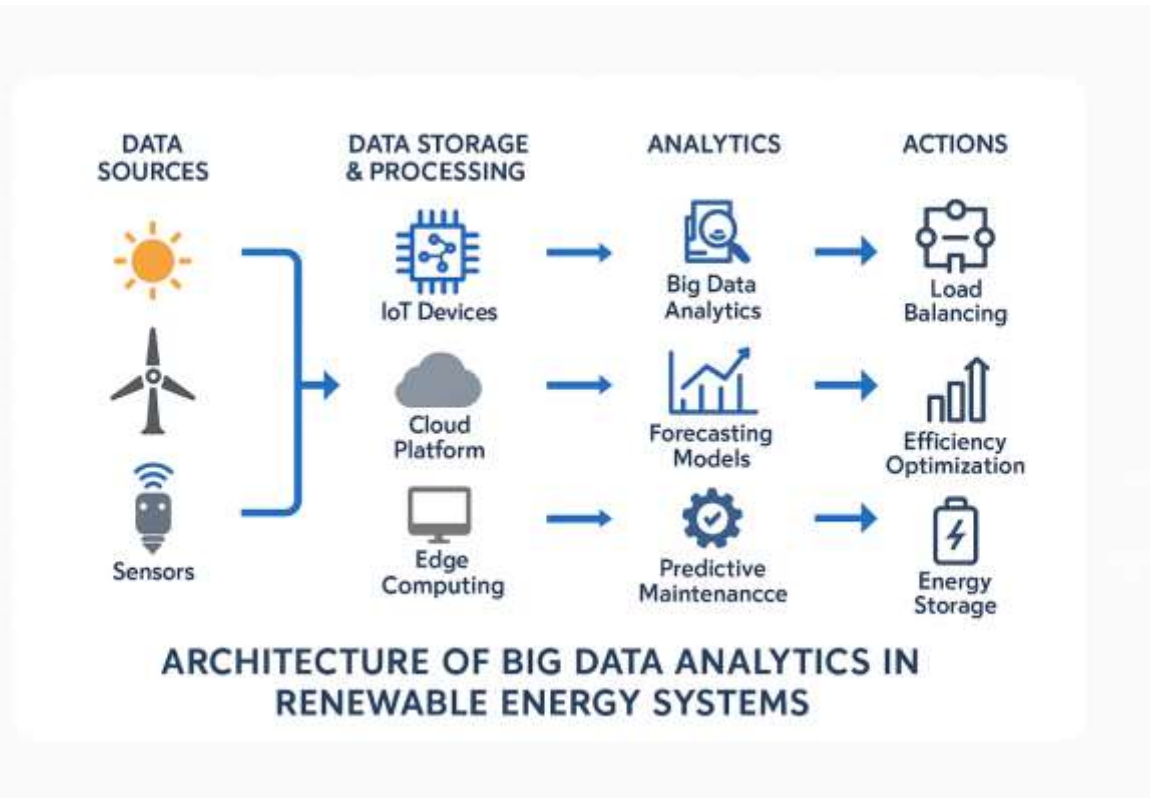 DATA
SOURCES
DATA STORAGE
& PROCESSING
ANALYTICS
ACTIONS
IoT Devices
Big Data
Analytics
Load
Balancing
Cloud
Platform
Forecasting
Models
Efficiency
Optimization
Sensors
Edge
Computing
Predictive
Maintenancce
Energy
Storage
ARCHITECTURE OF BIG DATA ANALYTICS IN
RENEWABLE ENERGY SYSTEMS